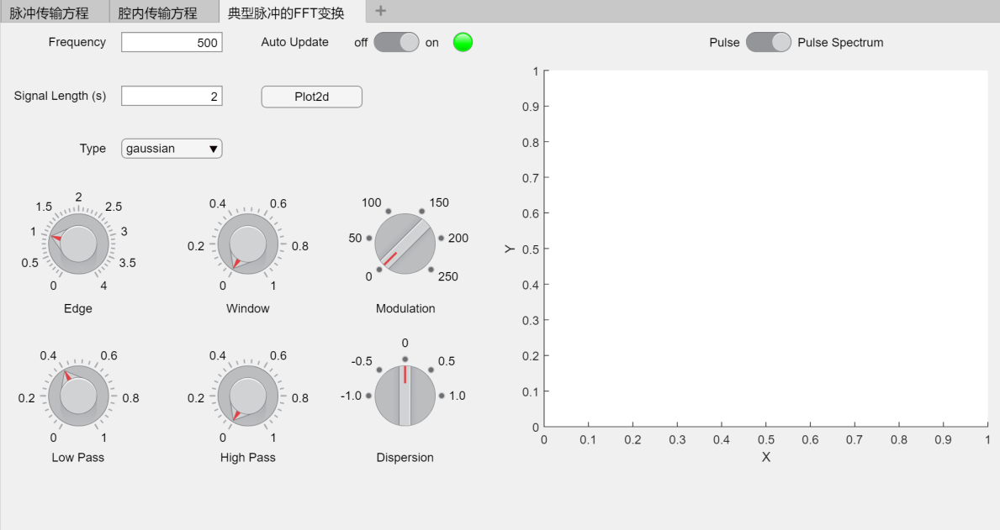 脉冲传输方程 腔内传输方程 典型脉冲的FFT变换 +
Frequency 500 Auto Update off on Pulse Pulse Spectrum
Signal Length (s) 2 Plot2d
Type gaussian
0 0.5 1 1.5 2 2.5 3 3.5 4
Edge
0 0.2 0.4 0.6 0.8 1
Window
0 50 100 150 200 250
Modulation
0 0.2 0.4 0.6 0.8 1
Low Pass
0 0.2 0.4 0.6 0.8 1
High Pass
-1.0 -0.5 0 0.5 1.0
Dispersion
1
0.9
0.8
0.7
0.6
0.5
0.4
0.3
0.2
0.1
0
Y
0 0.1 0.2 0.3 0.4 0.5 0.6 0.7 0.8 0.9 1
X